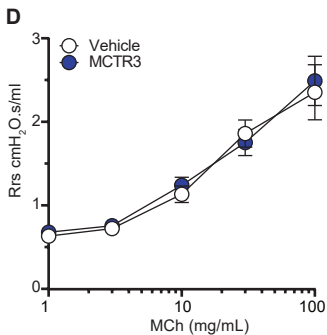 D
Vehicle
MCTR3
3
2
1
0
Rrs cmH₂O.s/ml
1
10
100
MCh (mg/mL)